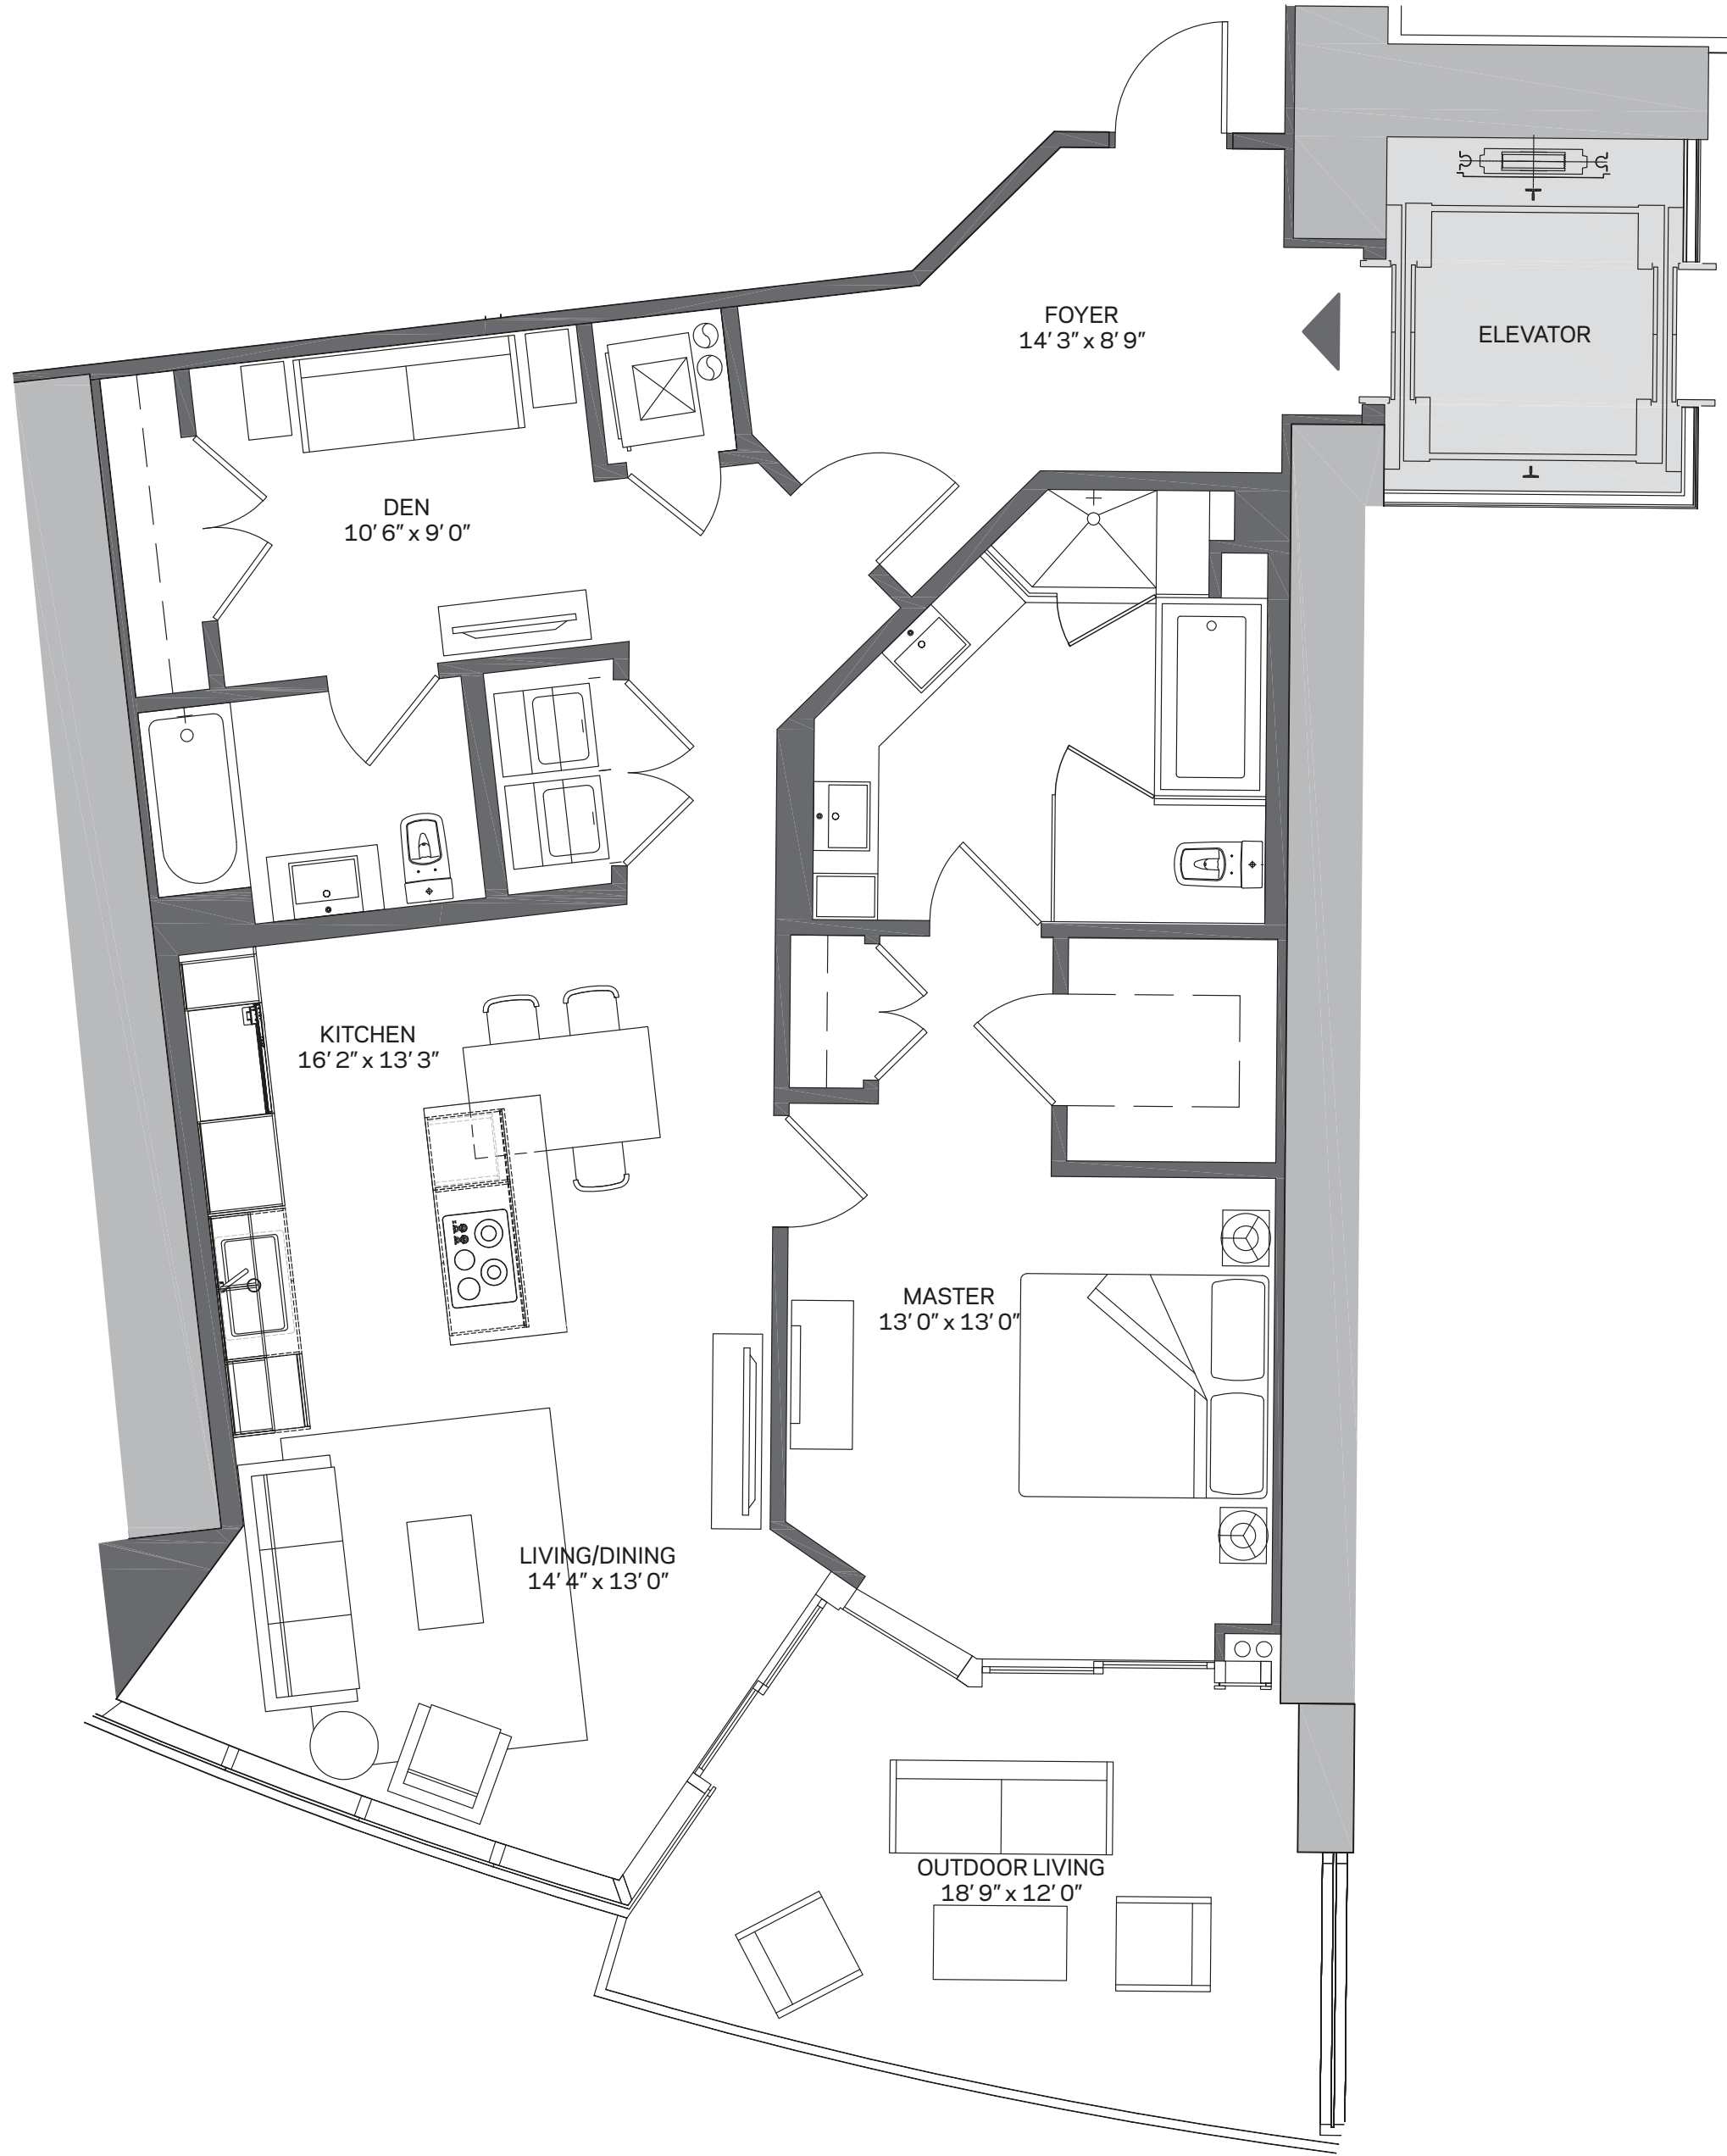 FOYER
14’ 3” x 8’ 9”
ELEVATOR
DEN
10’ 6” x 9’ 0”
KITCHEN
16’ 2” x 13’ 3”
MASTER
13’ 0” x 13’ 0”
LIVING/DINING
14’ 4” x 13’ 0”
OUTDOOR LIVING
18’ 9” x 12’ 0”